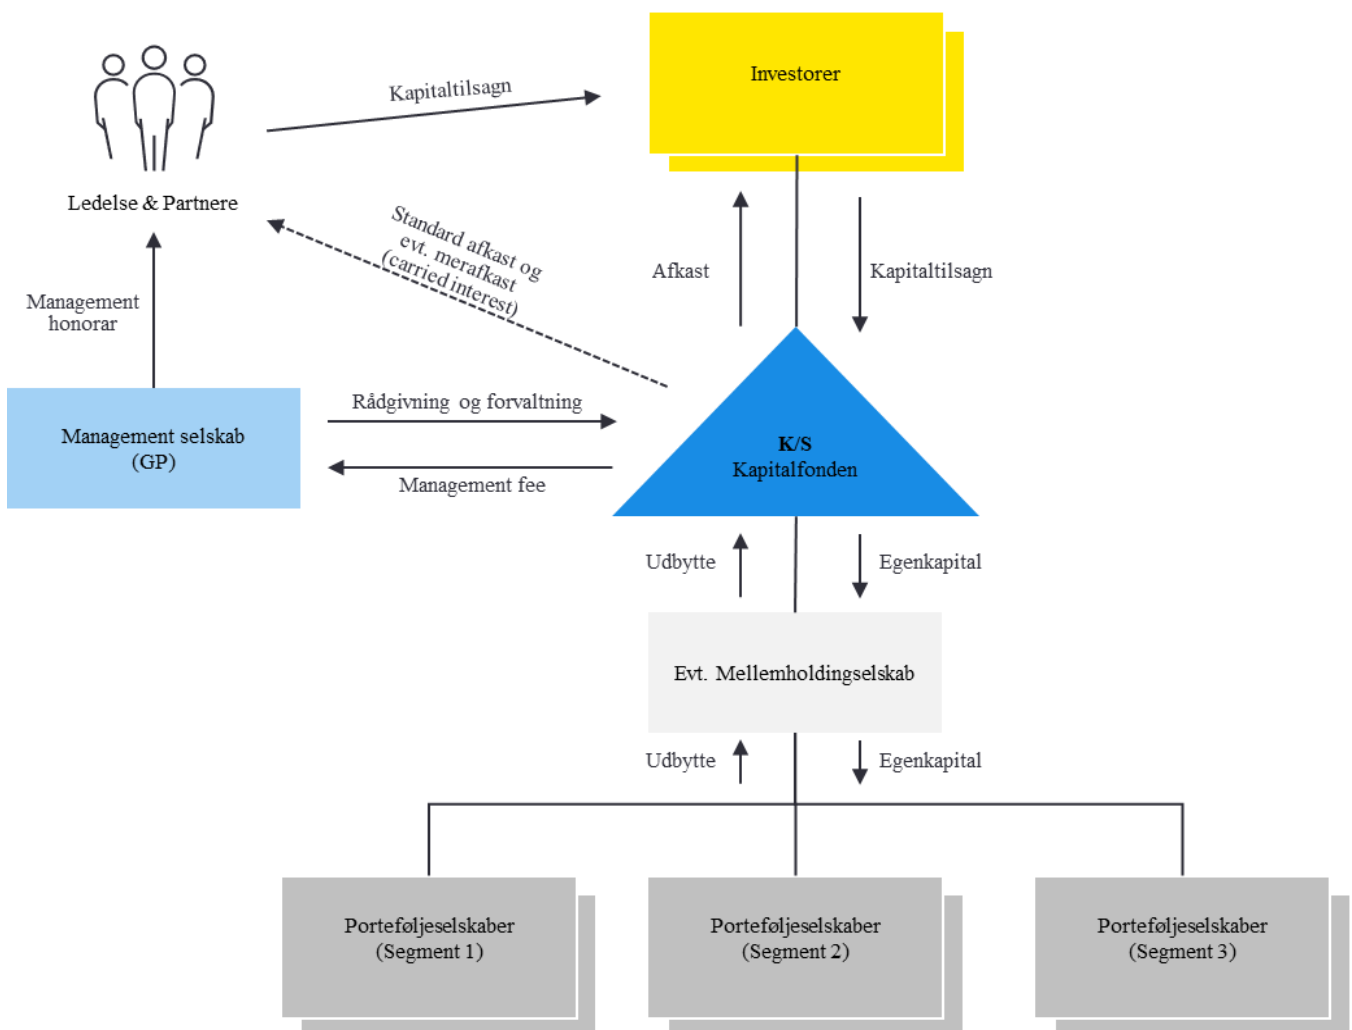 Investorer
Kapitaltilsagn
Ledelse & Partnere
Standard afkast og
evt. merafkast
(carried interest)
Afkast
Kapitaltilsagn
Management
honorar
Rådgivning og forvaltning
Management selskab
(GP)
K/S
Kapitalfonden
Management fee
Udbytte
Egenkapital
Evt. Mellemholdingselskab
Udbytte
Egenkapital
Porteføljeselskaber
(Segment 1)
Porteføljeselskaber
(Segment 2)
Porteføljeselskaber
(Segment 3)